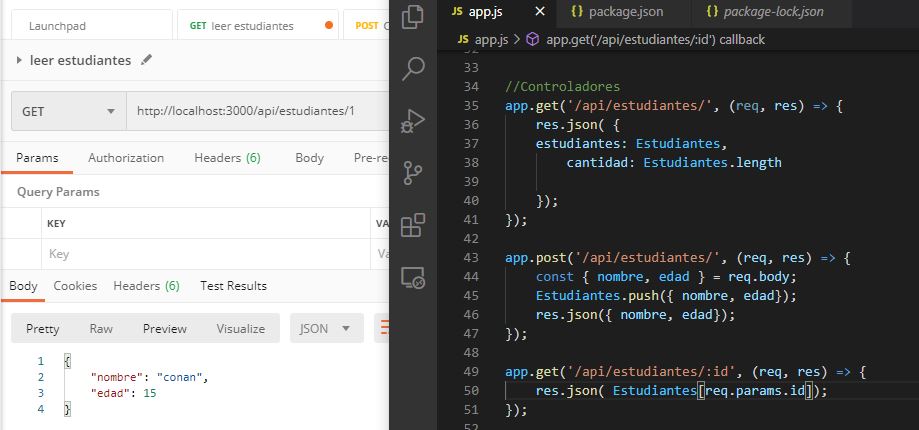 Launchpad
GET leer estudiantes
POST
leer estudiantes
GET
http://localhost:3000/api/estudiantes/1
Params Authorization Headers (6) Body Pre-re
Query Params
KEY VA
Key Va
Body Cookies Headers (6) Test Results
Pretty Raw Preview Visualize JSON
1 {
2 "nombre": "conan",
3 "edad": 15
4 }
JS app.js × {} package.json {} package-lock.json
JS app.js > app.get('/api/estudiantes/:id') callback
32
33
34 //Controladores
35 app.get('/api/estudiantes/', (req, res) => {
36 res.json( {
37 estudiantes: Estudiantes,
38 cantidad: Estudiantes.length
39
40 });
41 });
42
43 app.post('/api/estudiantes/', (req, res) => {
44 const { nombre, edad } = req.body;
45 Estudiantes.push({ nombre, edad});
46 res.json({ nombre, edad});
47 });
48
49 app.get('/api/estudiantes/:id', (req, res) => {
50 res.json( Estudiantes[req.params.id]);
51 });
52